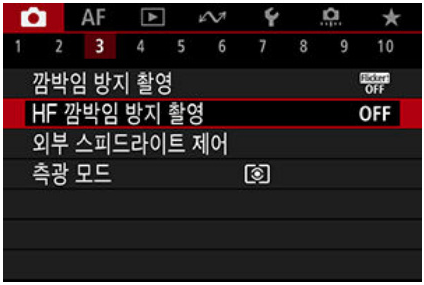 AF
1 2 3 4 5 6 7 8 9 10
깜박임 방지 촬영 Flicker OFF
HF 깜박임 방지 촬영 OFF
외부 스피드라이트 제어
측광 모드